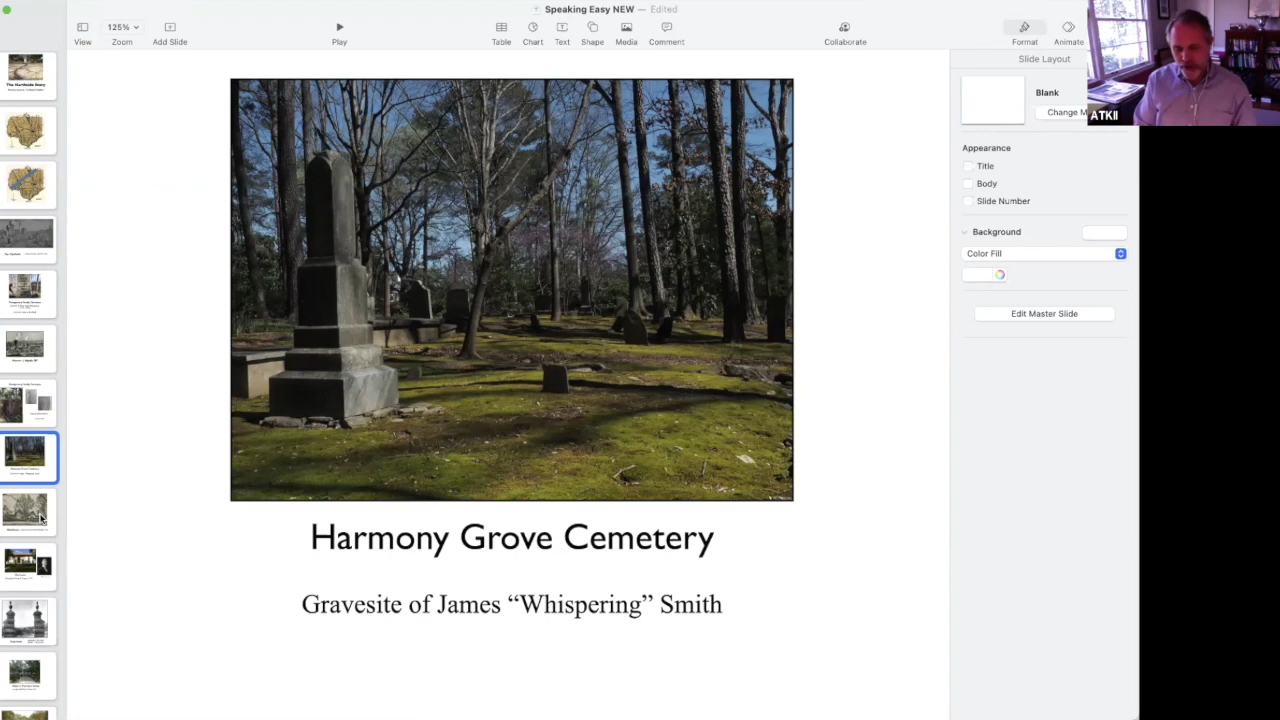 Speaking Easy NEW — Edited
125%
View
Zoom
Add Slide
Play
Table
Chart
Text
Shape
Media
Comment
Collaborate
Format
Animate
Slide Layout
Blank
Change M
ATKII
Appearance
Title
Body
Slide Number
Background
Color Fill
Edit Master Slide
Harmony Grove Cemetery
Gravesite of James “Whispering” Smith